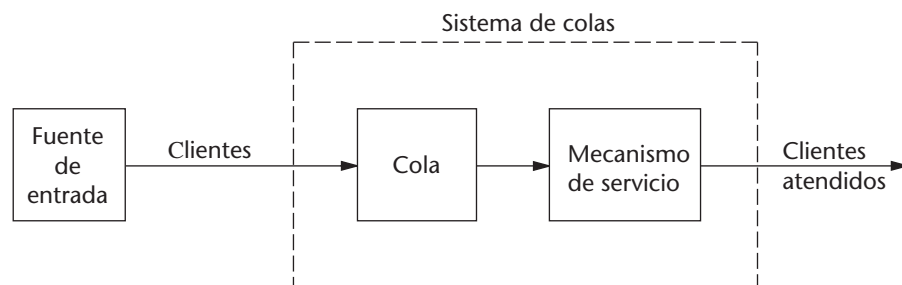 Sistema de colas
Fuente
de
entrada
Clientes
Cola
Mecanismo
de servicio
Clientes
atendidos